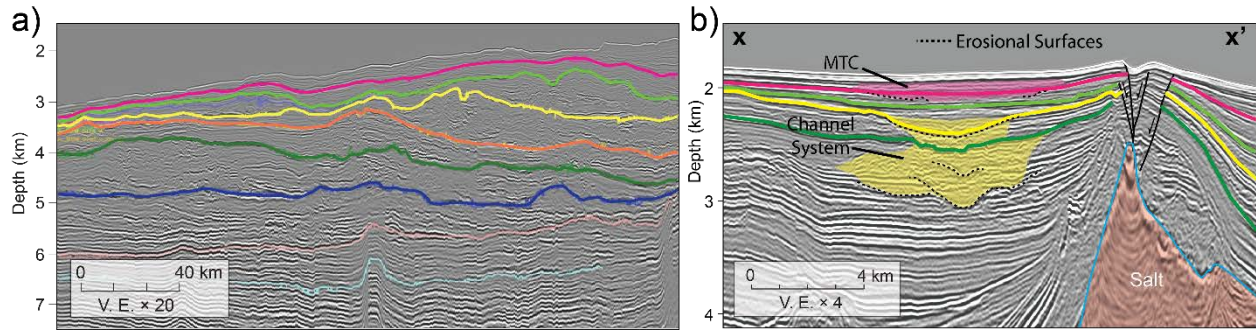 a)
2
3
4
5
6
7
Depth (km)
0 40 km
V. E. × 20
b)
X X'
Erosional Surfaces
MTC
2
Channel
System
3
4
Depth (km)
0 4 km
V. E. × 4
Salt